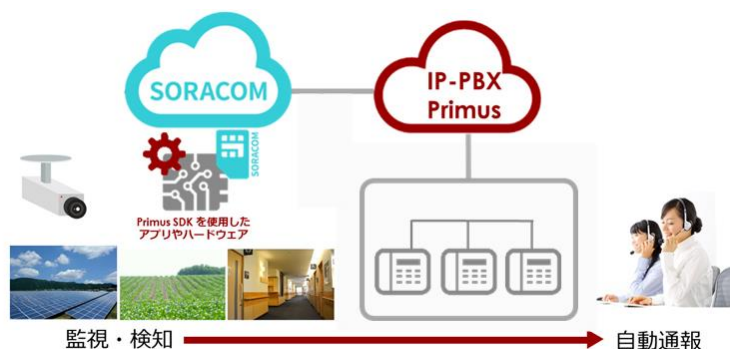 SORACOM
IP-PBX
Primus
SORACOM
Primus SDK を使用した
アプリやハードウェア
監視・検知
自動通報